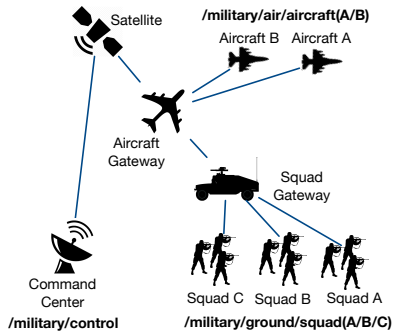 Satellite
/military/air/aircraft(A/B)
Aircraft B
Aircraft A
Aircraft
Gateway
Squad
Gateway
Command
Center
/military/control
Squad C
Squad B
Squad A
/military/ground/squad(A/B/C)